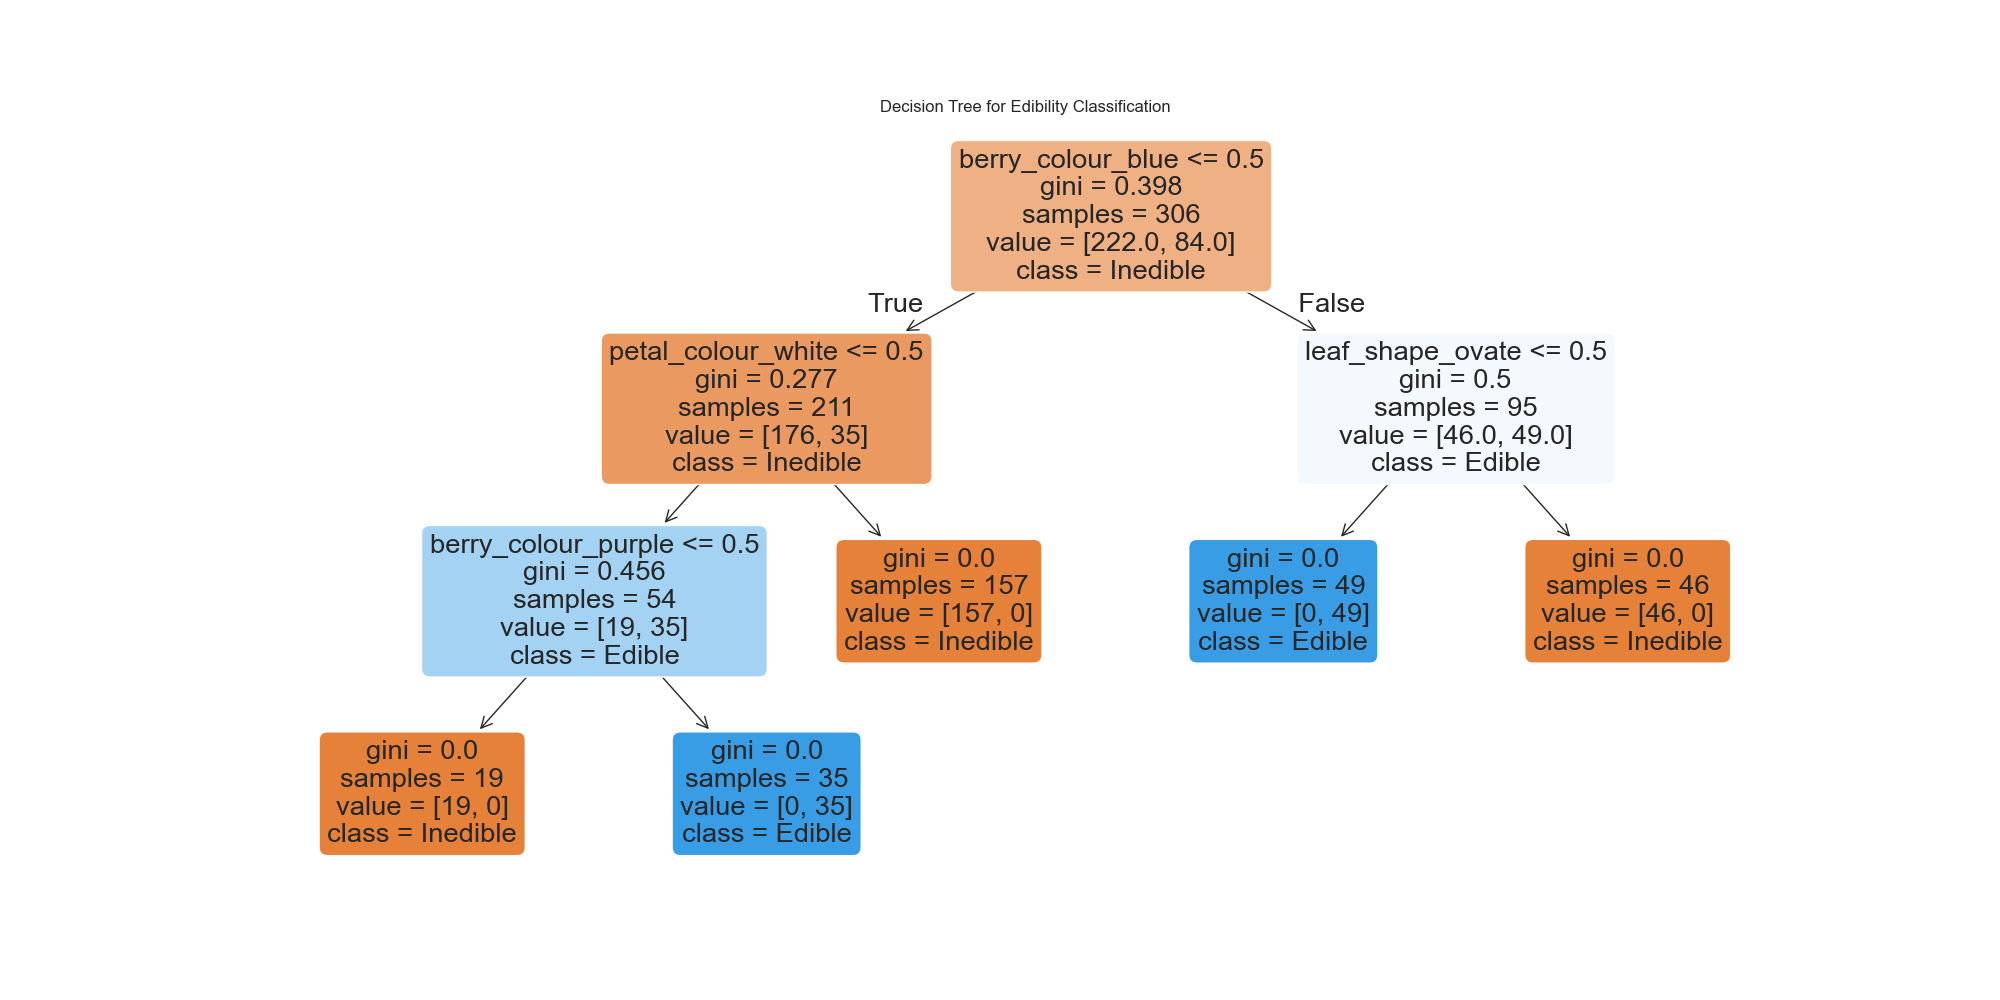 Decision Tree for Edibility Classification
berry_colour_blue <= 0.5
gini = 0.398
samples = 306
value = [222.0, 84.0]
class = Inedible
True
False
petal_colour_white <= 0.5
gini = 0.277
samples = 211
value = [176, 35]
class = Inedible
leaf_shape_ovate <= 0.5
gini = 0.5
samples = 95
value = [46.0, 49.0]
class = Edible
berry_colour_purple <= 0.5
gini = 0.456
samples = 54
value = [19, 35]
class = Edible
gini = 0.0
samples = 157
value = [157, 0]
class = Inedible
gini = 0.0
samples = 49
value = [0, 49]
class = Edible
gini = 0.0
samples = 46
value = [46, 0]
class = Inedible
gini = 0.0
samples = 19
value = [19, 0]
class = Inedible
gini = 0.0
samples = 35
value = [0, 35]
class = Edible